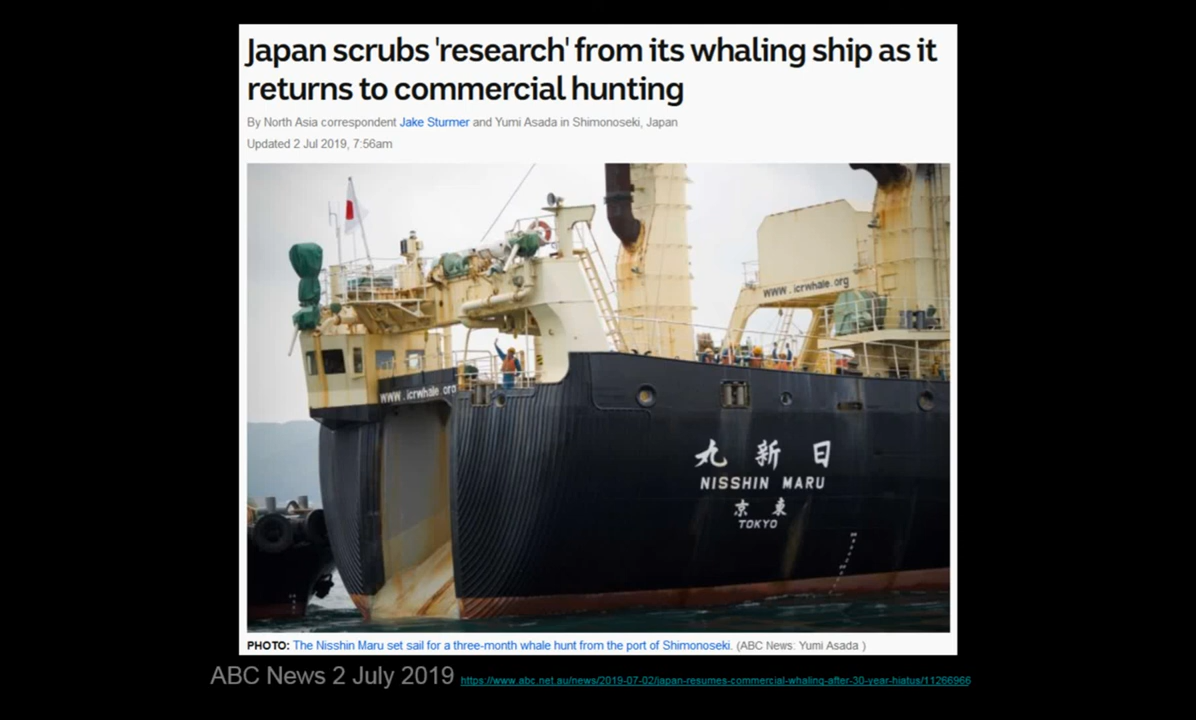 Japan scrubs 'research' from its whaling ship as it
returns to commercial hunting
By North Asia correspondent Jake Sturmer and Yumi Asada in Shimonoseki, Japan
Updated 2 Jul 2019, 7:56am
www.icrwhale.org
www.icrwhale.org
丸 新 日
NISSHIN MARU
京 東
TOKYO
PHOTO: The Nisshin Maru set sail for a three-month whale hunt from the port of Shimonoseki. (ABC News: Yumi Asada )
ABC News 2 July 2019 https://www.abc.net.au/news/2019-07-02/japan-resumes-commercial-whaling-after-30-year-hiatus/11266966